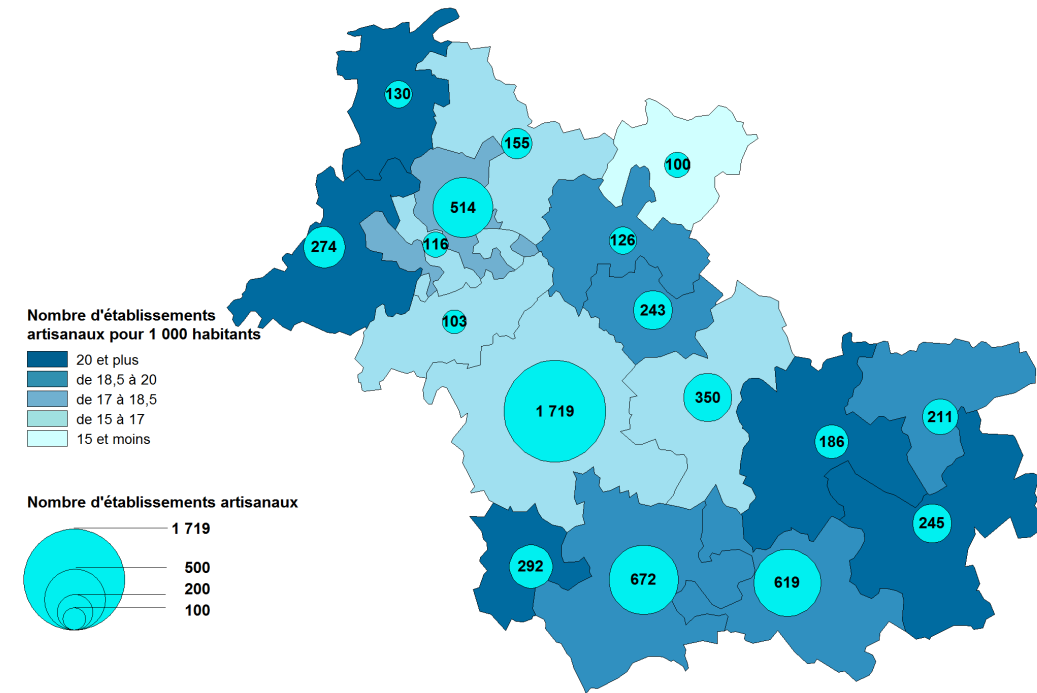 130
155
100
514
274
116
126
243
103
Nombre d'établissements
artisanaux pour 1 000 habitants
20 et plus
de 18,5 à 20
de 17 à 18,5
de 15 à 17
15 et moins
1 719
350
211
186
245
292
672
619
Nombre d'établissements artisanaux
1 719
500
200
100